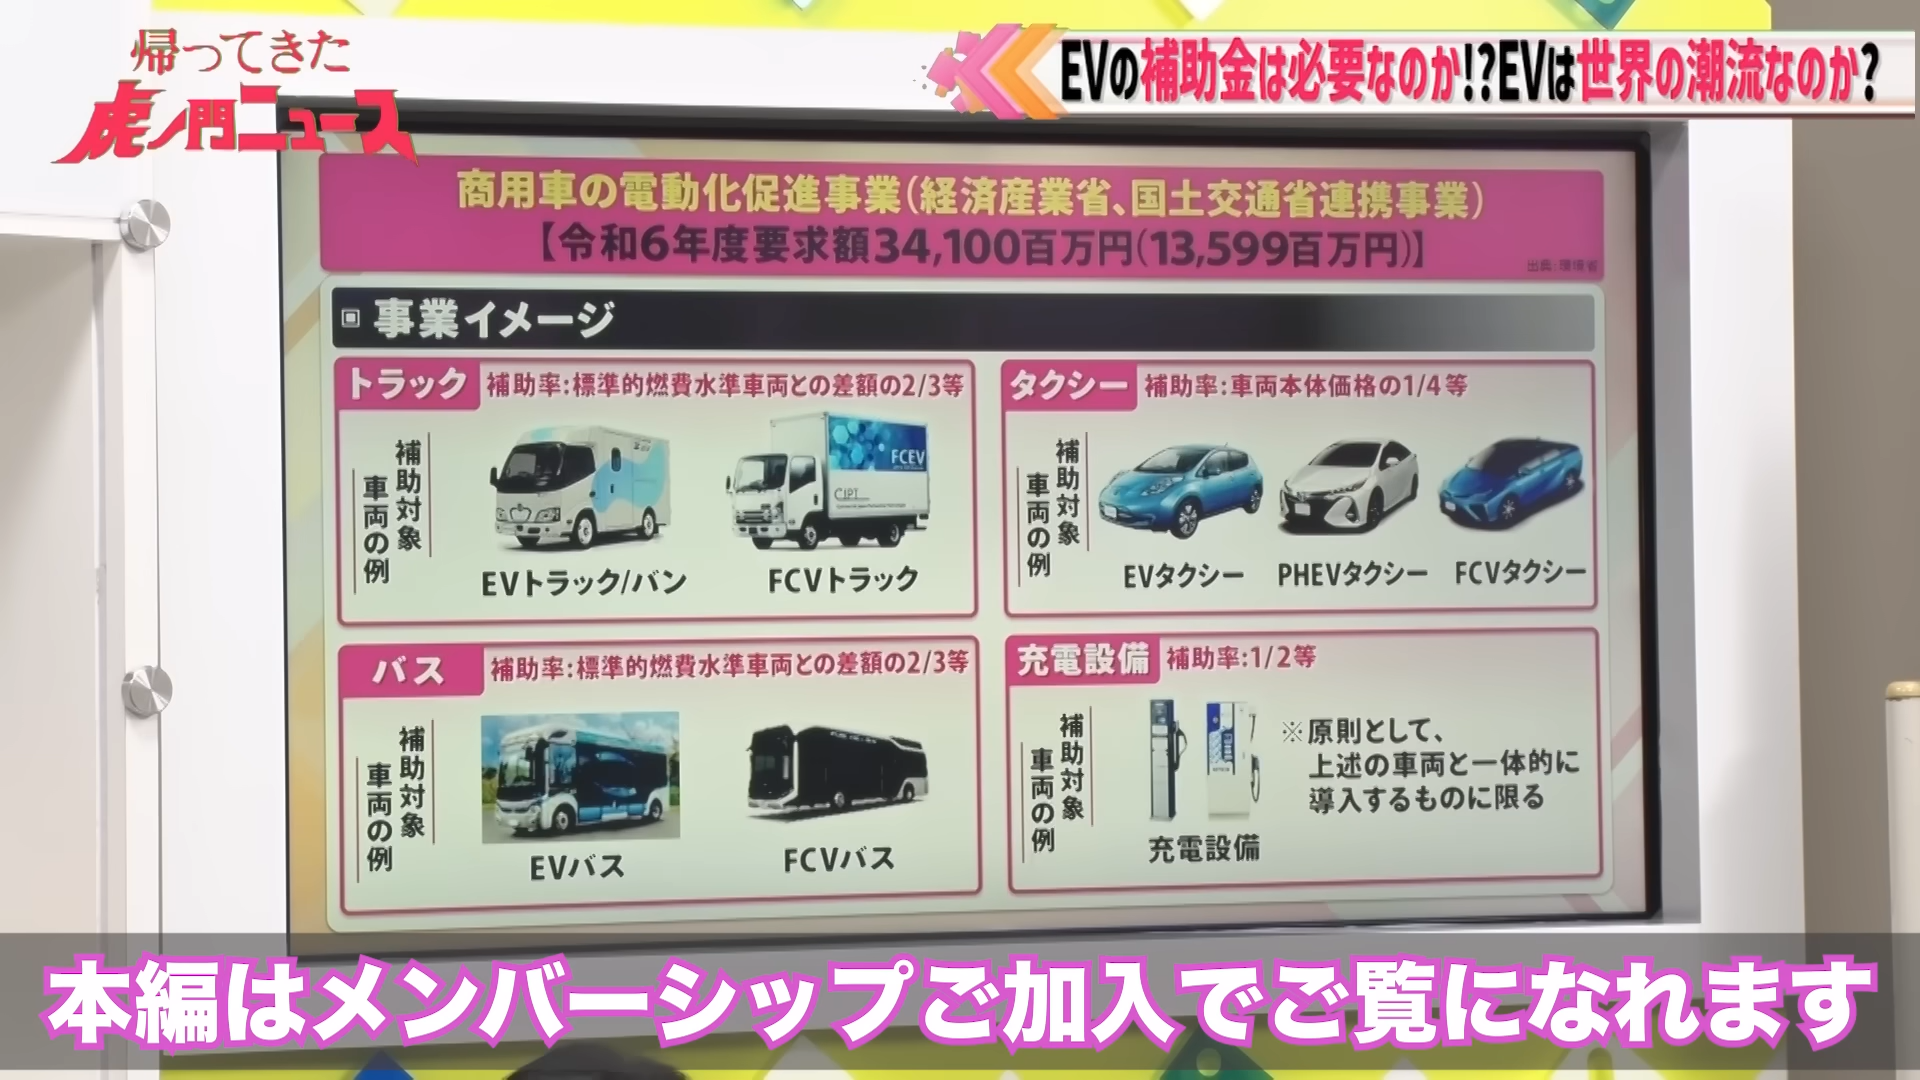 帰ってきた
虎ノ門ニュース
EVの補助金は必要なのか!?EVは世界の潮流なのか?
商用車の電動化促進事業(経済産業省、国土交通省連携事業)
【令和6年度要求額34,100百万円(13,599百万円)】
出典:環境省
事業イメージ
トラック 補助率:標準的燃費水準車両との差額の2/3等
補助対象
車両の例
FCEV
CJPT
EVトラック/バン
FCVトラック
タクシー 補助率:車両本体価格の1/4等
補助対象
車両の例
EVタクシー
PHEVタクシー
FCVタクシー
バス 補助率:標準的燃費水準車両との差額の2/3等
補助対象
車両の例
EVバス
FCVバス
充電設備 補助率:1/2等
補助対象
車両の例
充電設備
※原則として、
上述の車両と一体的に
導入するものに限る
本編はメンバーシップご加入でご覧になれます